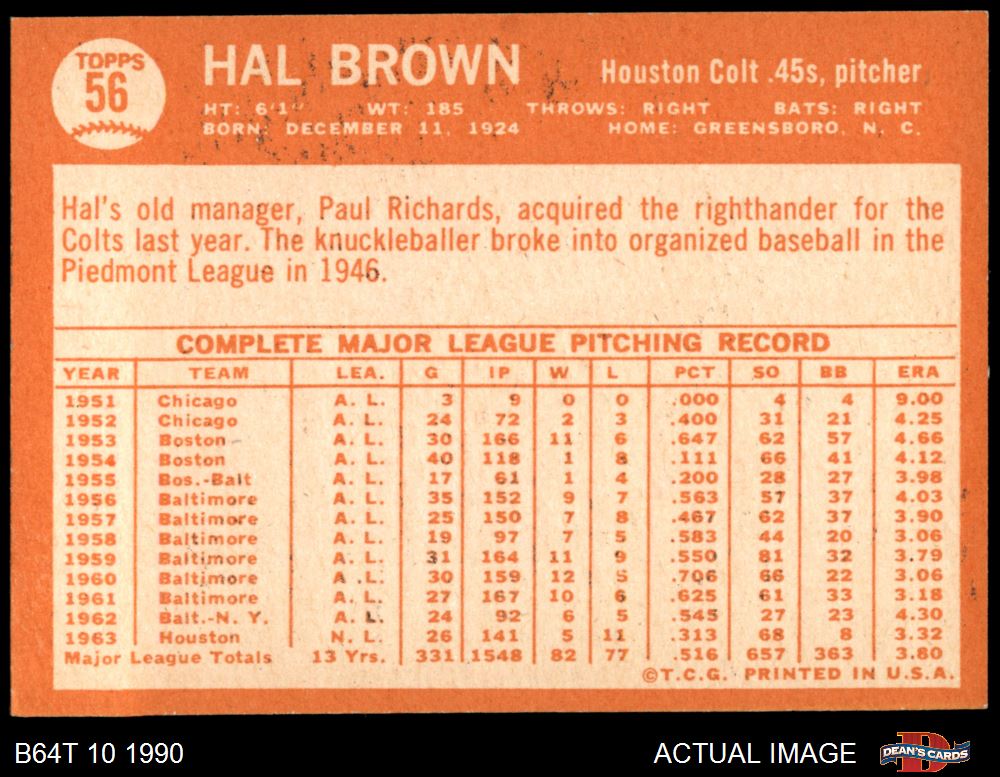 TOPPS
56
HAL BROWN
Houston Colt .45s, pitcher
HT: 6'1" WT: 185 THROWS: RIGHT BATS: RIGHT
BORN: DECEMBER 11, 1924 HOME: GREENSBORO, N. C.
Hal's old manager, Paul Richards, acquired the righthander for the
Colts last year. The knuckleballer broke into organized baseball in the
Piedmont League in 1946.
COMPLETE MAJOR LEAGUE PITCHING RECORD
YEAR TEAM LEA. G IP W L PCT SO BB ERA
1951 Chicago A. L. 3 9 0 0 .000 4 4 9.00
1952 Chicago A. L. 24 72 2 3 .400 31 21 4.25
1953 Boston A. L. 30 166 11 6 .647 62 57 4.66
1954 Boston A. L. 40 118 1 8 .111 66 41 4.12
1955 Bos.-Balt A. L. 17 61 1 4 .200 28 27 3.98
1956 Baltimore A. L. 35 152 9 7 .563 57 37 4.03
1957 Baltimore A. L. 25 150 7 8 .467 62 37 3.90
1958 Baltimore A. L. 19 97 7 5 .583 44 20 3.06
1959 Baltimore A. L. 31 164 11 9 .550 81 32 3.79
1960 Baltimore A .L. 30 159 12 5 .706 66 22 3.06
1961 Baltimore A. L. 27 167 10 6 .625 61 33 3.18
1962 Balt.-N. Y. A. L. 24 92 6 5 .545 27 23 4.30
1963 Houston N. L. 26 141 5 11 .313 68 8 3.32
Major League Totals 13 Yrs. 331 1548 82 77 .516 657 363 3.80
©T.C.G. PRINTED IN U.S.A.
B64T 10 1990 ACTUAL IMAGE DEAN'S CARDS